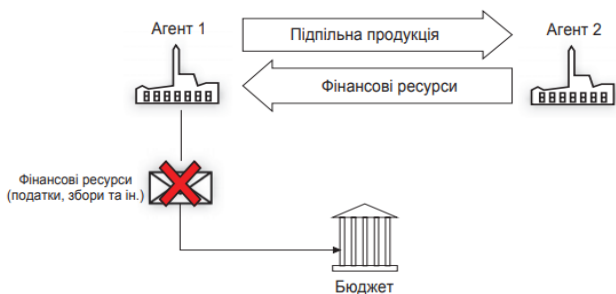 Агент 1
Підпільна продукція
Агент 2
Фінансові ресурси
Фінансові ресурси
(податки, збори та ін.)
Бюджет